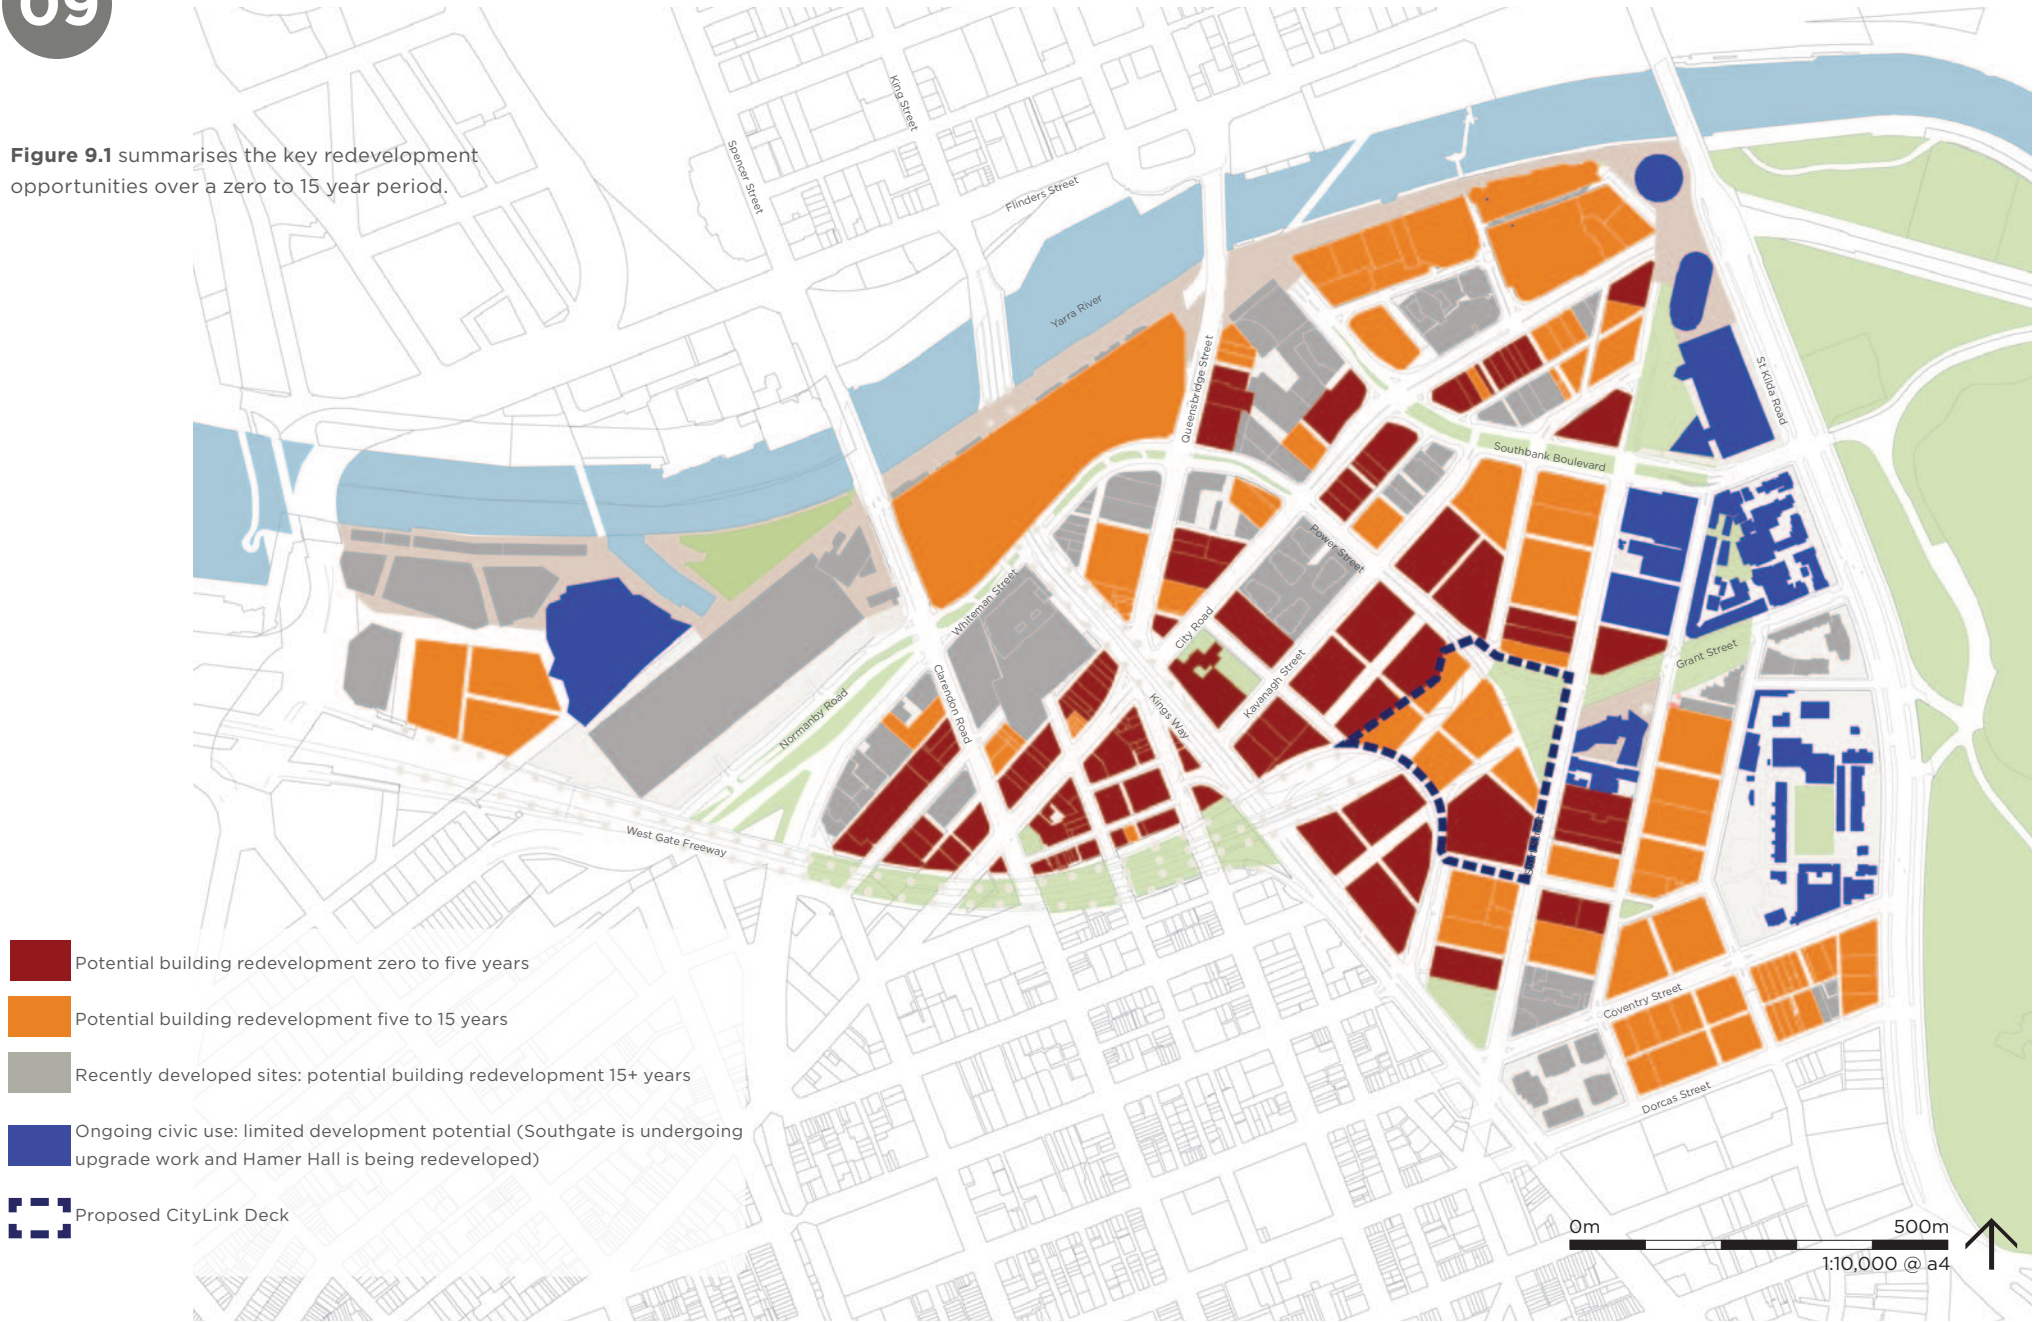 09
Figure 9.1 summarises the key redevelopment
opportunities over a zero to 15 year period.
King Street
Spencer Street
Flinders Street
Yarra River
Queensbridge Street
St Kilda Road
Southbank Boulevard
Power Street
Whiteman Street
City Road
Grant Street
Kavanagh Street
Clarendon Road
Kings Way
Normanby Road
West Gate Freeway
Coventry Street
Dorcas Street
Potential building redevelopment zero to five years
Potential building redevelopment five to 15 years
Recently developed sites: potential building redevelopment 15+ years
Ongoing civic use: limited development potential (Southgate is undergoing
upgrade work and Hamer Hall is being redeveloped)
Proposed CityLink Deck
0m 500m
1:10,000 @ a4